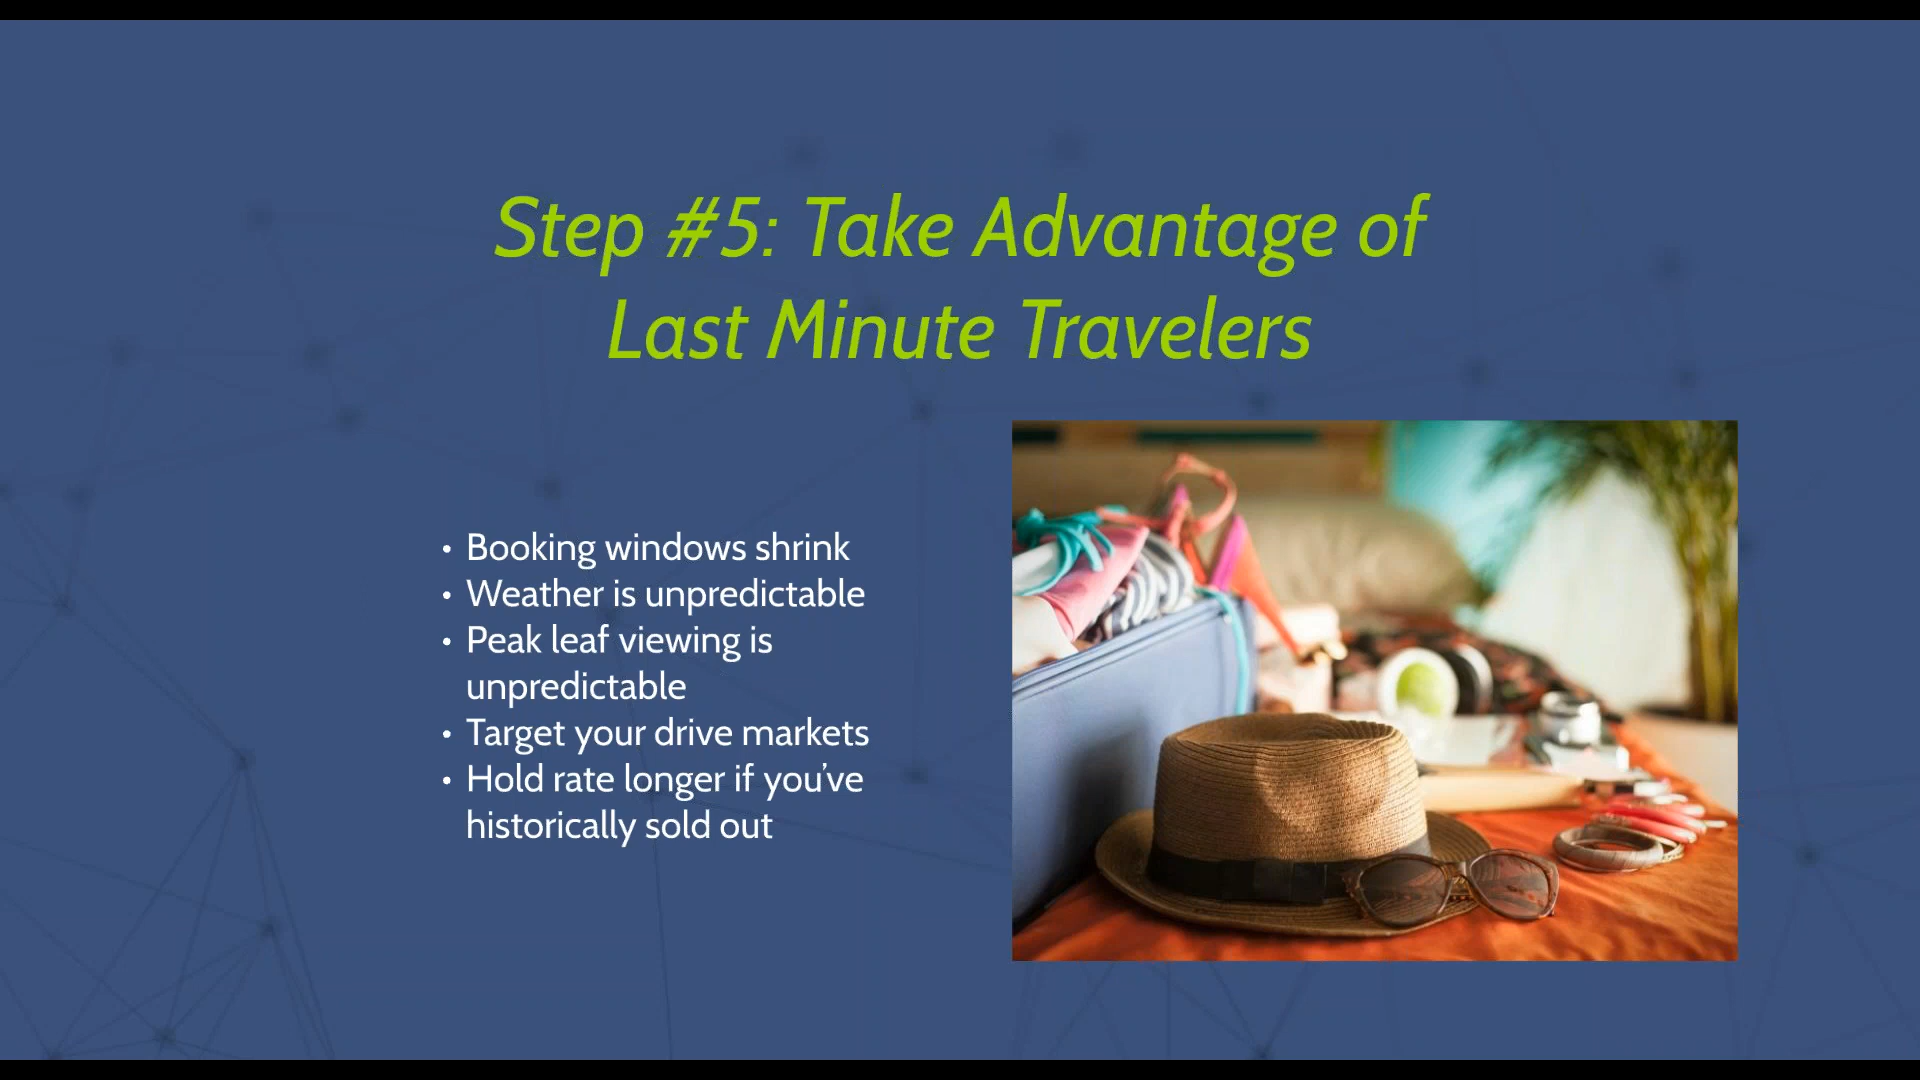 Step #5: Take Advantage of
Last Minute Travelers
• Booking windows shrink
• Weather is unpredictable
• Peak leaf viewing is
unpredictable
• Target your drive markets
• Hold rate longer if you’ve
historically sold out